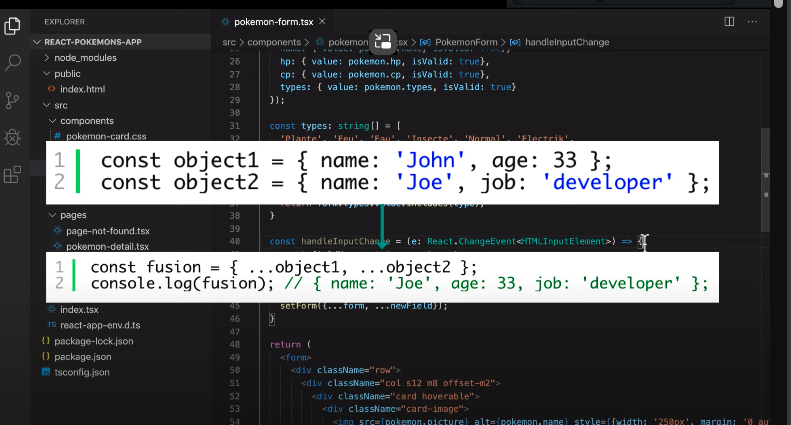 EXPLORER
pokemon-form.tsx ×
REACT-POKEMONS-APP
src > components > pokemon sx > PokemonForm > handleInputChange
> node_modules
public
<> index.html
src
components
# pokemon-card.css
26 hp: { value: pokemon.hp, isValid: true},
27 cp: { value: pokemon.cp, isValid: true},
28 types: { value: pokemon.types, isValid: true}
29 });
30
31 const types: string[] = [
32 'Plante', 'Feu', 'Eau', 'Insecte', 'Normal', 'Electrik',
1 const object1 = { name: 'John', age: 33 };
2 const object2 = { name: 'Joe', job: 'developer' };
pages
page-not-found.tsx
pokemon-detail.tsx
38 }
39
40 const handleInputChange = (e: React.ChangeEvent<HTMLInputElement>) => {
1 const fusion = { ...object1, ...object2 };
2 console.log(fusion); // { name: 'Joe', age: 33, job: 'developer' };
index.tsx
TS react-app-env.d.ts
{} package-lock.json
{} package.json
tsconfig.json
45 setForm({...form, ...newField});
46 }
47
48 return (
49 <form>
50 <div className="row">
51 <div className="col s12 m8 offset-m2">
52 <div className="card hoverable">
53 <div className="card-image">
54 <img src={pokemon.picture} alt={pokemon.name} style={{width: '250px', margin: '0 au